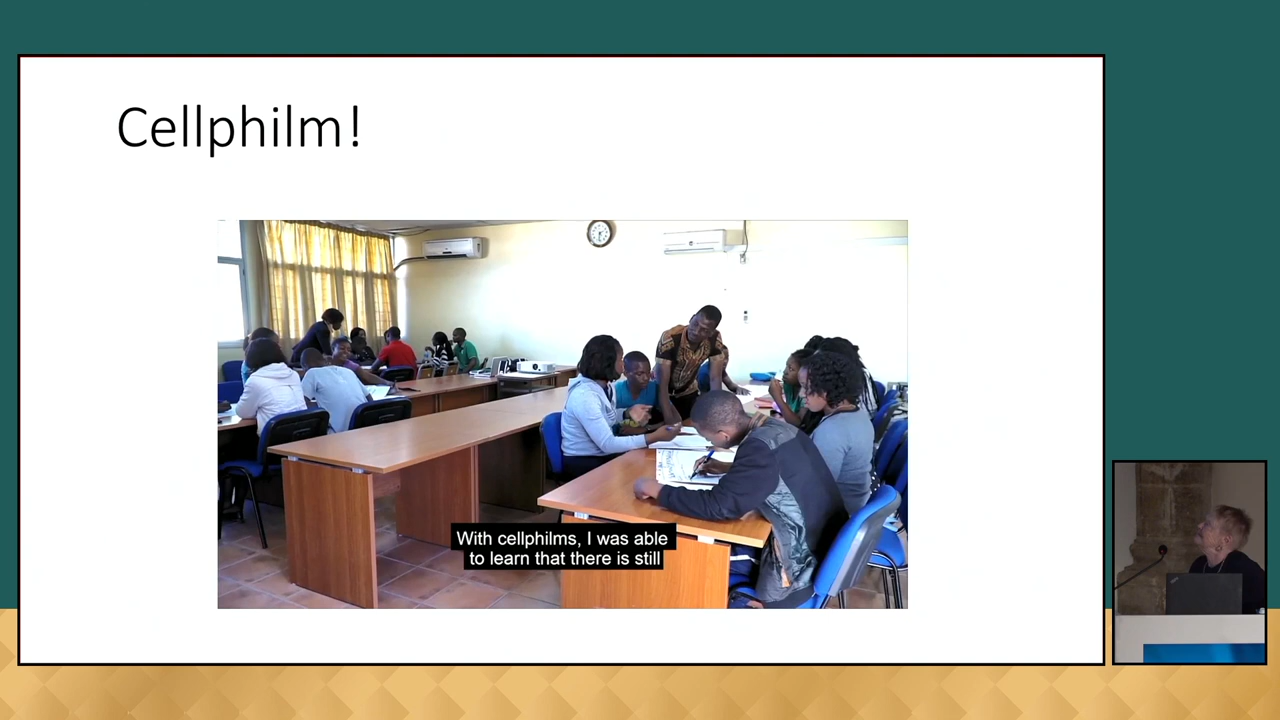 Cellphilm!
With cellphilms, I was able
to learn that there is still